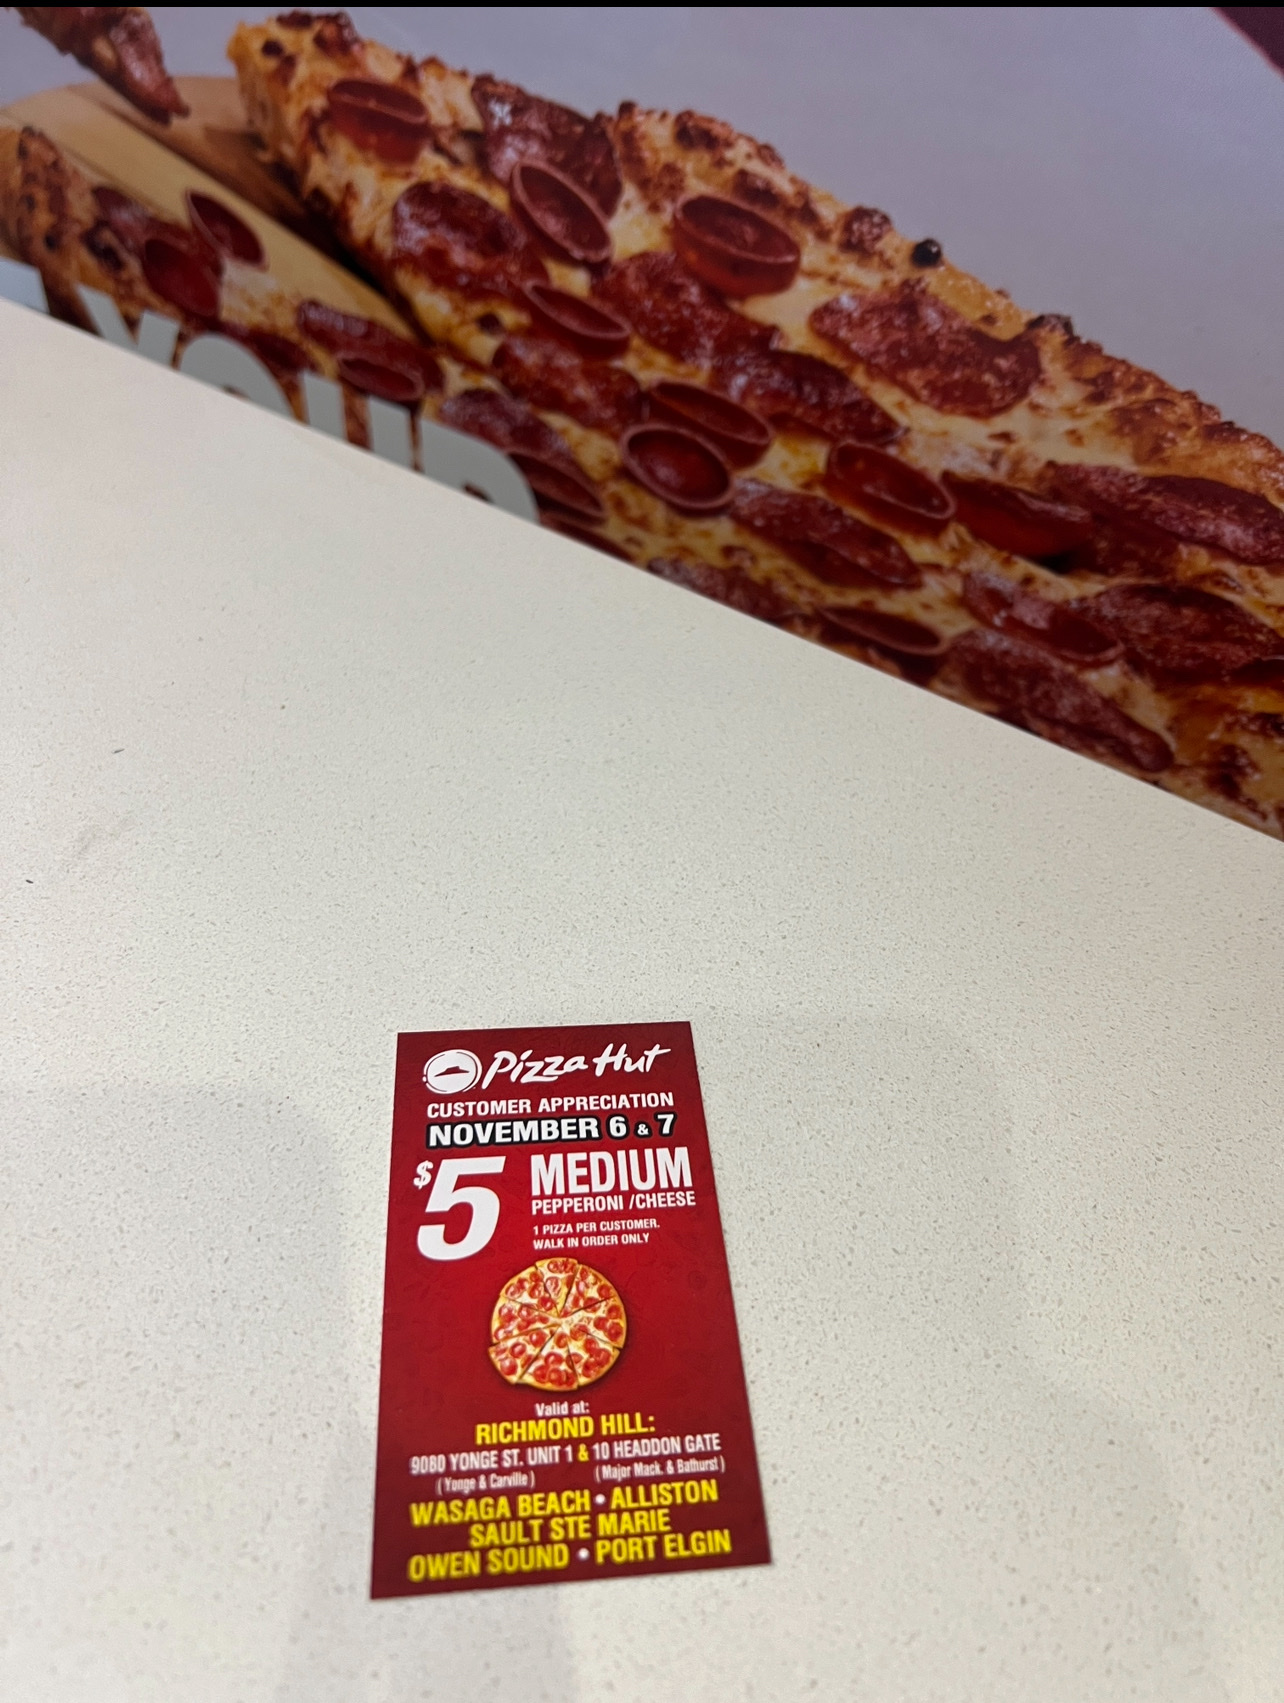 Pizza Hut
CUSTOMER APPRECIATION
NOVEMBER 6 & 7
$5 MEDIUM
PEPPERONI /CHEESE
1 PIZZA PER CUSTOMER.
WALK IN ORDER ONLY
Valid at:
RICHMOND HILL:
9080 YONGE ST. UNIT 1 & 10 HEADDON GATE
(Yonge & Carville) (Major Mack. & Bathurst)
WASAGA BEACH • ALLISTON
SAULT STE MARIE
OWEN SOUND • PORT ELGIN